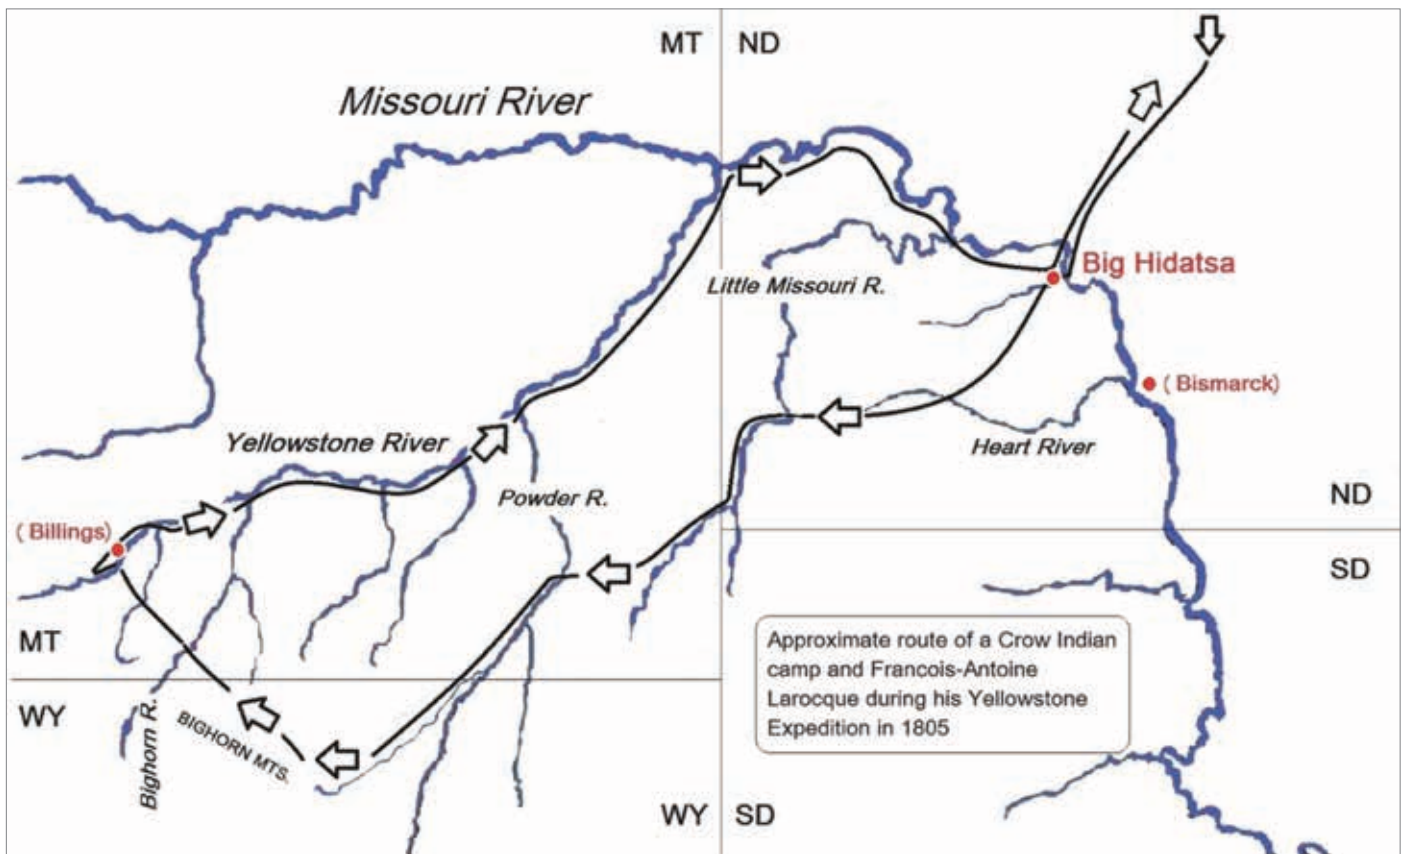 MT ND
Missouri River
Big Hidatsa
Little Missouri R.
( Bismarck)
Yellowstone River
Heart River
Powder R.
ND
( Billings)
SD
MT
WY
Bighorn R.
BIGHORN MTS.
Approximate route of a Crow Indian
camp and Francois-Antoine
Larocque during his Yellowstone
Expedition in 1805
WY SD